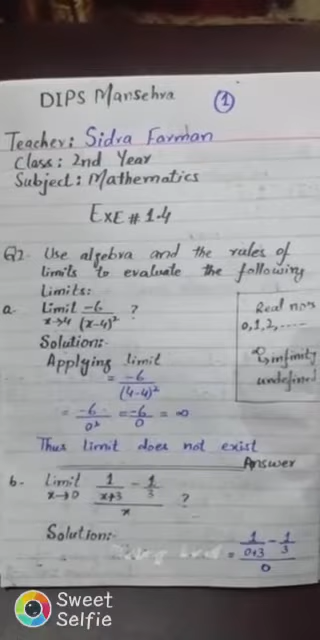 DIPS Mansehra ①
Teacher: Sidra Farman
Class: 2nd Year
Subject: Mathematics
EXE # 1.4
Q2. Use algebra and the rules of
limits to evaluate the following
Limits:
a. Limit x→4 -6/(x-4)² ?
Real nos
0,1,2,.....
∞, infinity
undefined
Solution:-
Applying limit
= -6/(4-4)²
= -6/0² = -6/0 = ∞
Thus limit does not exist
Answer
b- Limit x→0 (1/(x+3) - 1/3)/x ?
Solution:-
= (1/(0+3) - 1/3)/0
Sweet
Selfie